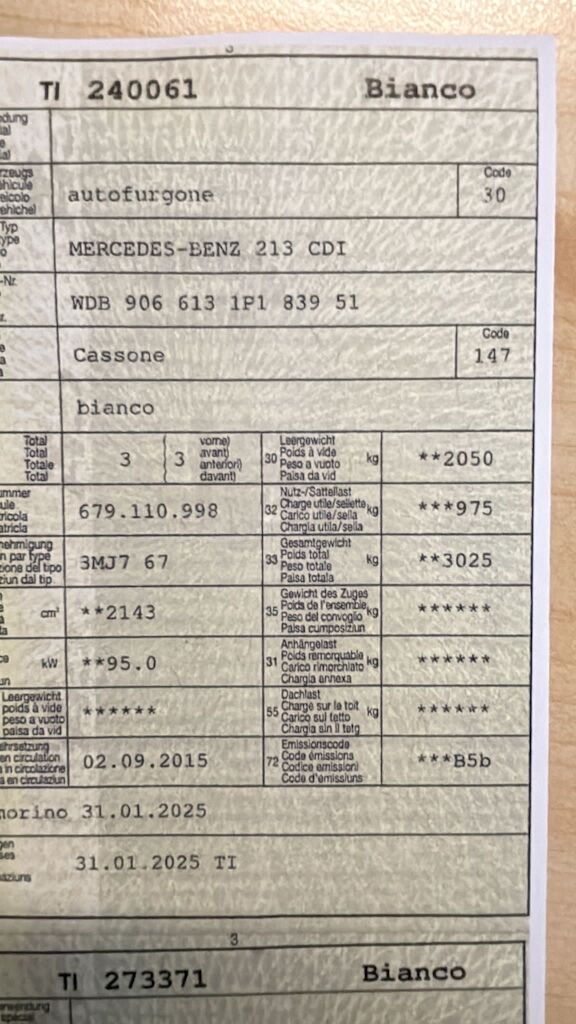 3
TI 240061 Bianco
autofurgone
Code
30
MERCEDES-BENZ 213 CDI
-Nr.
WDB 906 613 1P1 839 51
Cassone
Code
147
bianco
Total
Total
Totale
Total
3 3
vorne)
avant)
anteriori)
davant)
30 Leergewicht
Poids à vide
Peso a vuoto
Paisa da vid
kg
**2050
679.110.998
32 Nutz-/Sattellast
Charge utile/sellette
Carico utile/sella
Chargia utila/sella
kg
***975
3MJ7 67
33 Gesamtgewicht
Poids total
Peso totale
Paisa totala
kg
**3025
cm³
**2143
35 Gewicht des Zuges
Poids de l'ensemble
Peso del convoglio
Paisa cumposiziun
kg
******
kW
**95.0
31 Anhängelast
Poids remorquable
Carico rimorchiato
Chargia annexa
kg
******
Leergewicht
poids à vide
peso a vuoto
paisa da vid
******
55 Dachlast
Charge sur le toit
Carico sul tetto
Chargia sin il tetg
kg
******
en circulation
in circolazione
en circulaziun
02.09.2015
72 Emissionscode
Code émissions
Codice emissioni
Code d'emissiuns
***B5b
morino 31.01.2025
31.01.2025 TI
3
TI 273371 Bianco